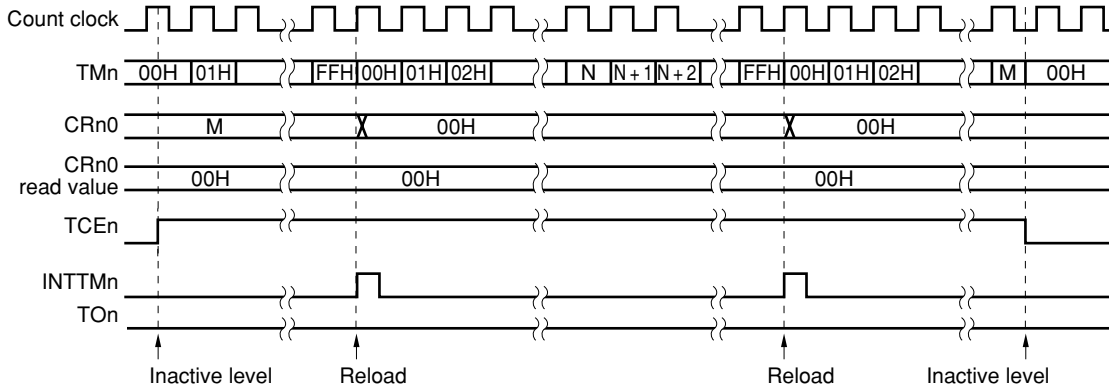 Count clock
TMn 00H 01H FFH 00H 01H 02H N N + 1 N + 2 FFH 00H 01H 02H M 00H
CRn0 M 00H 00H
CRn0
read value 00H 00H 00H
TCEn
INTTMn
TOn
Inactive level Reload Reload Inactive level